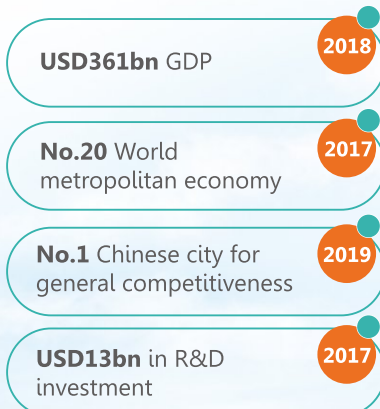 USD361bn GDP
2018
No.20 World
metropolitan economy
2017
No.1 Chinese city for
general competitiveness
2019
USD13bn in R&D
investment
2017